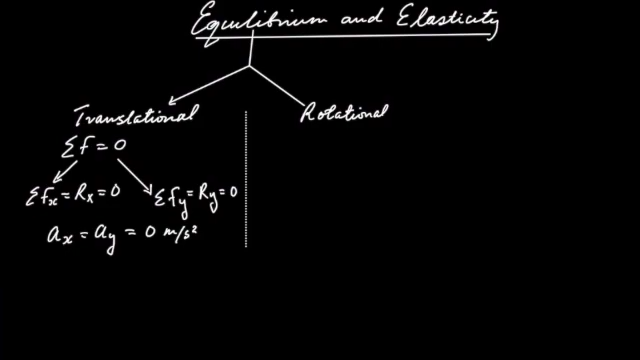 Equilibrium and Elasticity
Translational
Rotational
Σf = 0
Σfx = Rx = 0
Σfy = Ry = 0
ax = ay = 0 m/s²